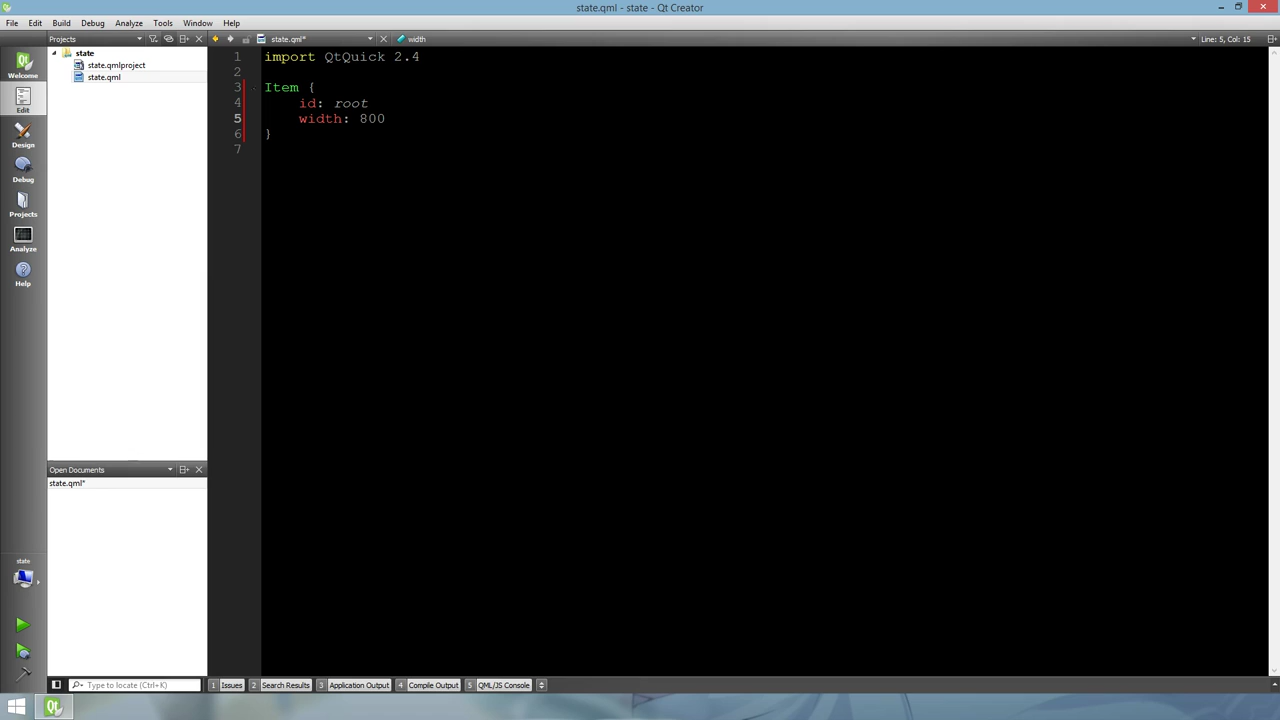 state.qml - state - Qt Creator
File Edit Build Debug Analyze Tools Window Help
Projects
state.qml*
width
Line: 5, Col: 15
Welcome
Edit
Design
Debug
Projects
Analyze
Help
state
state.qmlproject
state.qml
1 import QtQuick 2.4
2
3 Item {
4 id: root
5 width: 800
6 }
7
Open Documents
state.qml*
state
Type to locate (Ctrl+K)
1 Issues 2 Search Results 3 Application Output 4 Compile Output 5 QML/JS Console